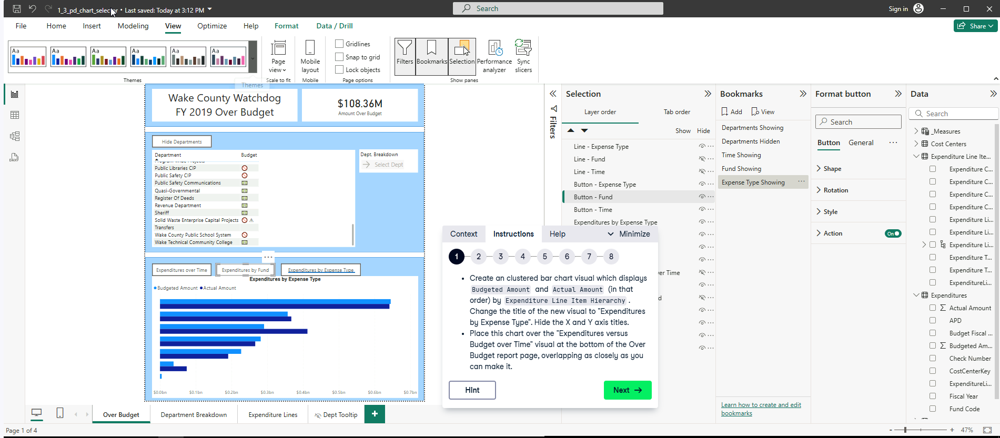 1_3_pd_chart_selector • Last saved: Today at 3:12 PM
Search
Sign in
File
Home
Insert
Modeling
View
Optimize
Help
Format
Data / Drill
Share
Aa
Aa
Aa
Aa
Aa
Aa
Themes
Themes
Page view
Scale to fit
Mobile layout
Mobile
Gridlines
Snap to grid
Lock objects
Page options
Filters
Bookmarks
Selection
Performance analyzer
Sync slicers
Show panes
Wake County Watchdog
FY 2019 Over Budget
$108.36M
Amount Over Budget
Hide Departments
Department
Budget
Program Wide Projects
Public Libraries CIP
Public Safety CIP
Public Safety Communications
Quasi-Governmental
Register Of Deeds
Revenue Department
Sheriff
Solid Waste Enterprise Capital Projects
Transfers
Wake County Public School System
Wake Technical Community College
Dept. Breakdown
Select Dept
Expenditures over Time
Expenditures by Fund
Expenditures by Expense Type
Expenditures by Expense Type
Budgeted Amount
Actual Amount
$0.0bn
$0.1bn
$0.2bn
$0.3bn
$0.4bn
$0.5bn
$0.6bn
$0.7bn
Filters
Selection
Layer order
Tab order
Show
Hide
Line - Expense Type
Line - Fund
Line - Time
Button - Expense Type
Button - Fund
Button - Time
Expenditures by Expense Type
er Time
d
Context
Instructions
Help
Minimize
1
2
3
4
5
6
7
8
• Create an clustered bar chart visual which displays
Budgeted Amount and Actual Amount (in that
order) by Expenditure Line Item Hierarchy .
Change the title of the new visual to "Expenditures
by Expense Type". Hide the X and Y axis titles.
• Place this chart over the "Expenditures versus
Budget over Time" visual at the bottom of the Over
Budget report page, overlapping as closely as you
can make it.
Hint
Next
Bookmarks
Add
View
Departments Showing
Departments Hidden
Time Showing
Fund Showing
Expense Type Showing
Learn how to create and edit
bookmarks
Format button
Search
Button
General
Shape
Rotation
Style
Action
On
Data
Search
_Measures
Cost Centers
Expenditure Line Ite...
Expenditure C...
Expenditure C...
Expenditure C...
Expenditure C...
Expenditure Li...
Expenditure Li...
Expenditure Li...
Expenditure T...
Expenditure T...
ExpenditureLi...
Expenditures
Actual Amount
APD
Budget Fiscal ...
Budgeted Am...
Check Number
CostCenterKey
ExpenditureLi...
Fiscal Year
Fund Code
DAX
Over Budget
Department Breakdown
Expenditure Lines
Dept Tooltip
Page 1 of 4
47%